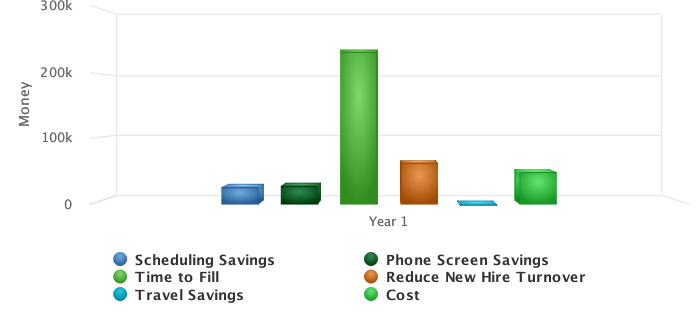 300k
200k
100k
0
Money
Year 1
Scheduling Savings
Phone Screen Savings
Time to Fill
Reduce New Hire Turnover
Travel Savings
Cost